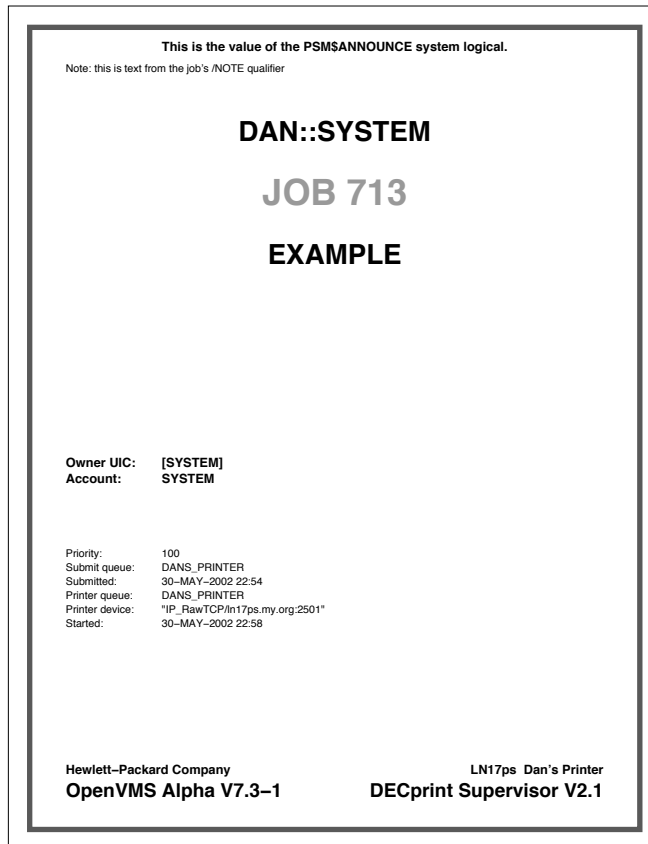 This is the value of the PSM$ANNOUNCE system logical.
Note: this is text from the job's /NOTE qualifier
DAN::SYSTEM
JOB 713
EXAMPLE
Owner UIC: [SYSTEM]
Account: SYSTEM
Priority: 100
Submit queue: DANS_PRINTER
Submitted: 30–MAY–2002 22:54
Printer queue: DANS_PRINTER
Printer device: "IP_RawTCP/ln17ps.my.org:2501"
Started: 30–MAY–2002 22:58
Hewlett–Packard Company LN17ps Dan's Printer
OpenVMS Alpha V7.3–1 DECprint Supervisor V2.1